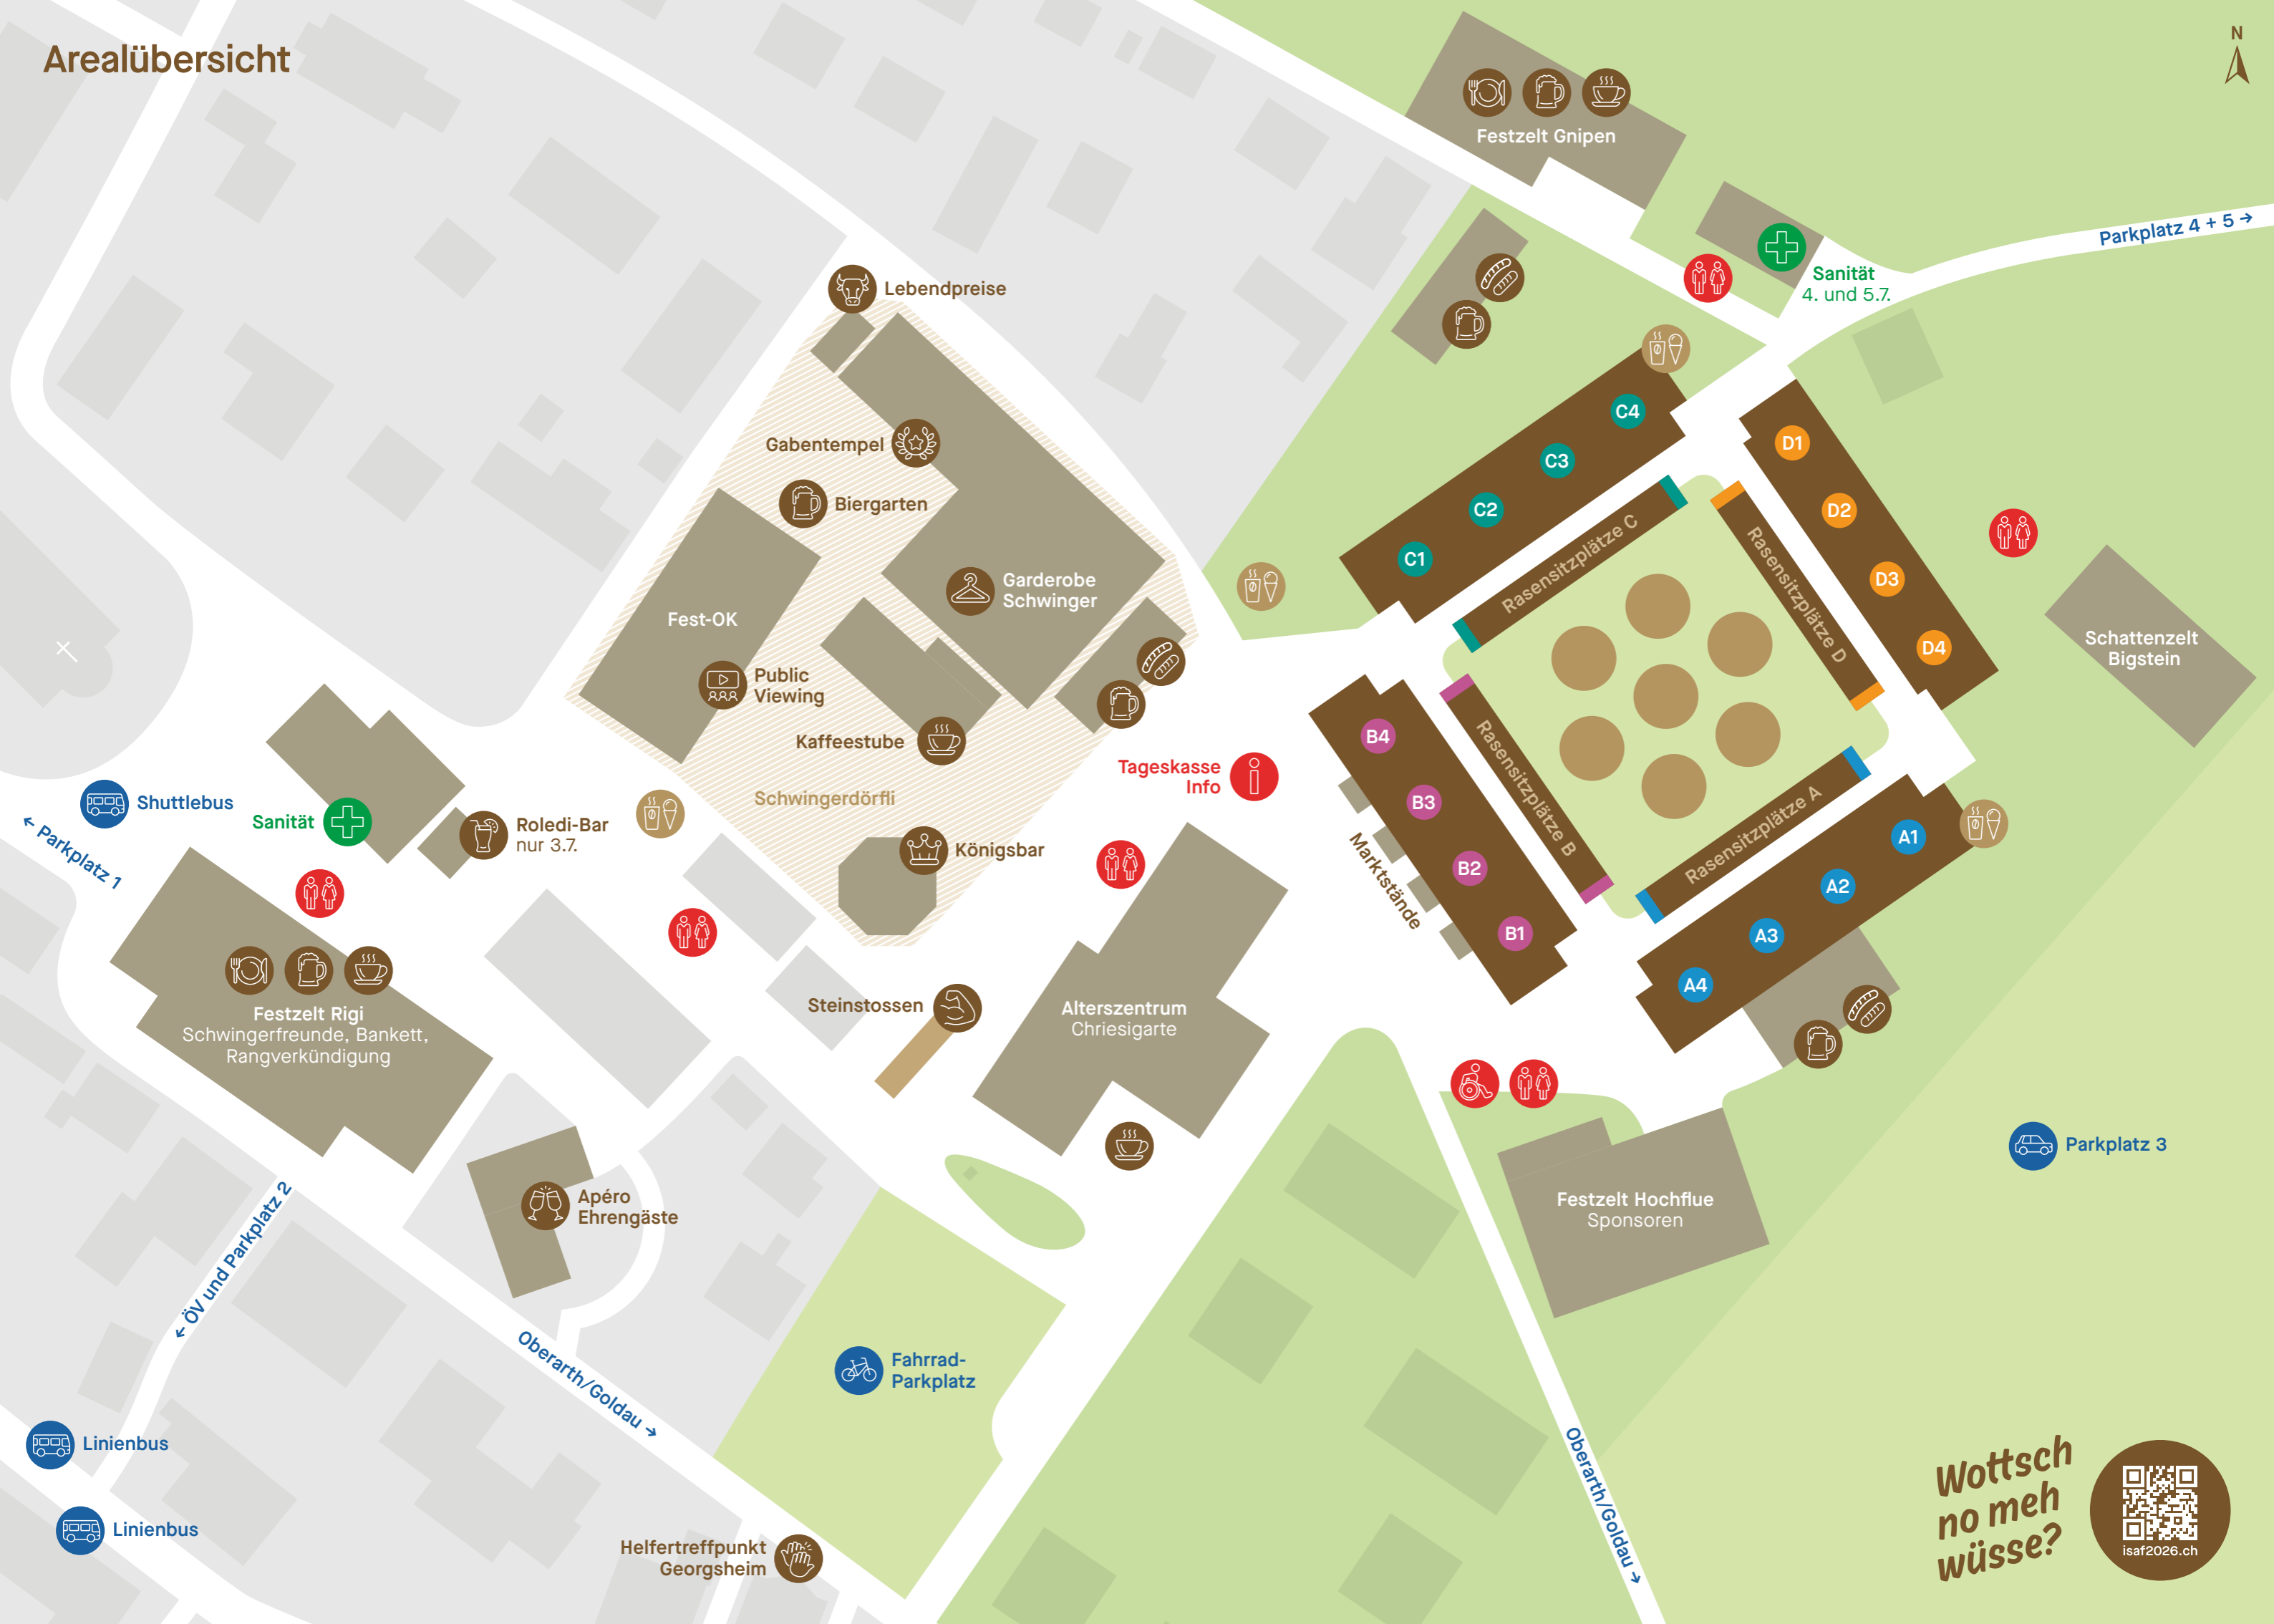 Arealübersicht
N
Festzelt Gnipen
Parkplatz 4 + 5 →
Sanität
4. und 5.7.
Lebendpreise
Gabentempel
Biergarten
Garderobe
Schwinger
Fest-OK
Public
Viewing
Kaffeestube
Schwingerdörfli
Königsbar
Tageskasse
Info
C4
C3
C2
C1
Rasensitzplätze C
D1
D2
D3
D4
Rasensitzplätze D
B4
B3
B2
B1
Rasensitzplätze B
Marktstände
A1
A2
A3
A4
Rasensitzplätze A
Schattenzelt
Bigstein
Shuttlebus
← Parkplatz 1
Sanität
Roledi-Bar
nur 3.7.
Festzelt Rigi
Schwingerfreunde, Bankett,
Rangverkündigung
Steinstossen
Alterszentrum
Chriesigarte
Festzelt Hochflue
Sponsoren
Parkplatz 3
Apéro
Ehrengäste
← ÖV und Parkplatz 2
Oberarth/Goldau →
Fahrrad-
Parkplatz
Linienbus
Linienbus
Helfertreffpunkt
Georgsheim
Oberarth/Goldau →
Wottsch
no meh
wüsse?
isaf2026.ch